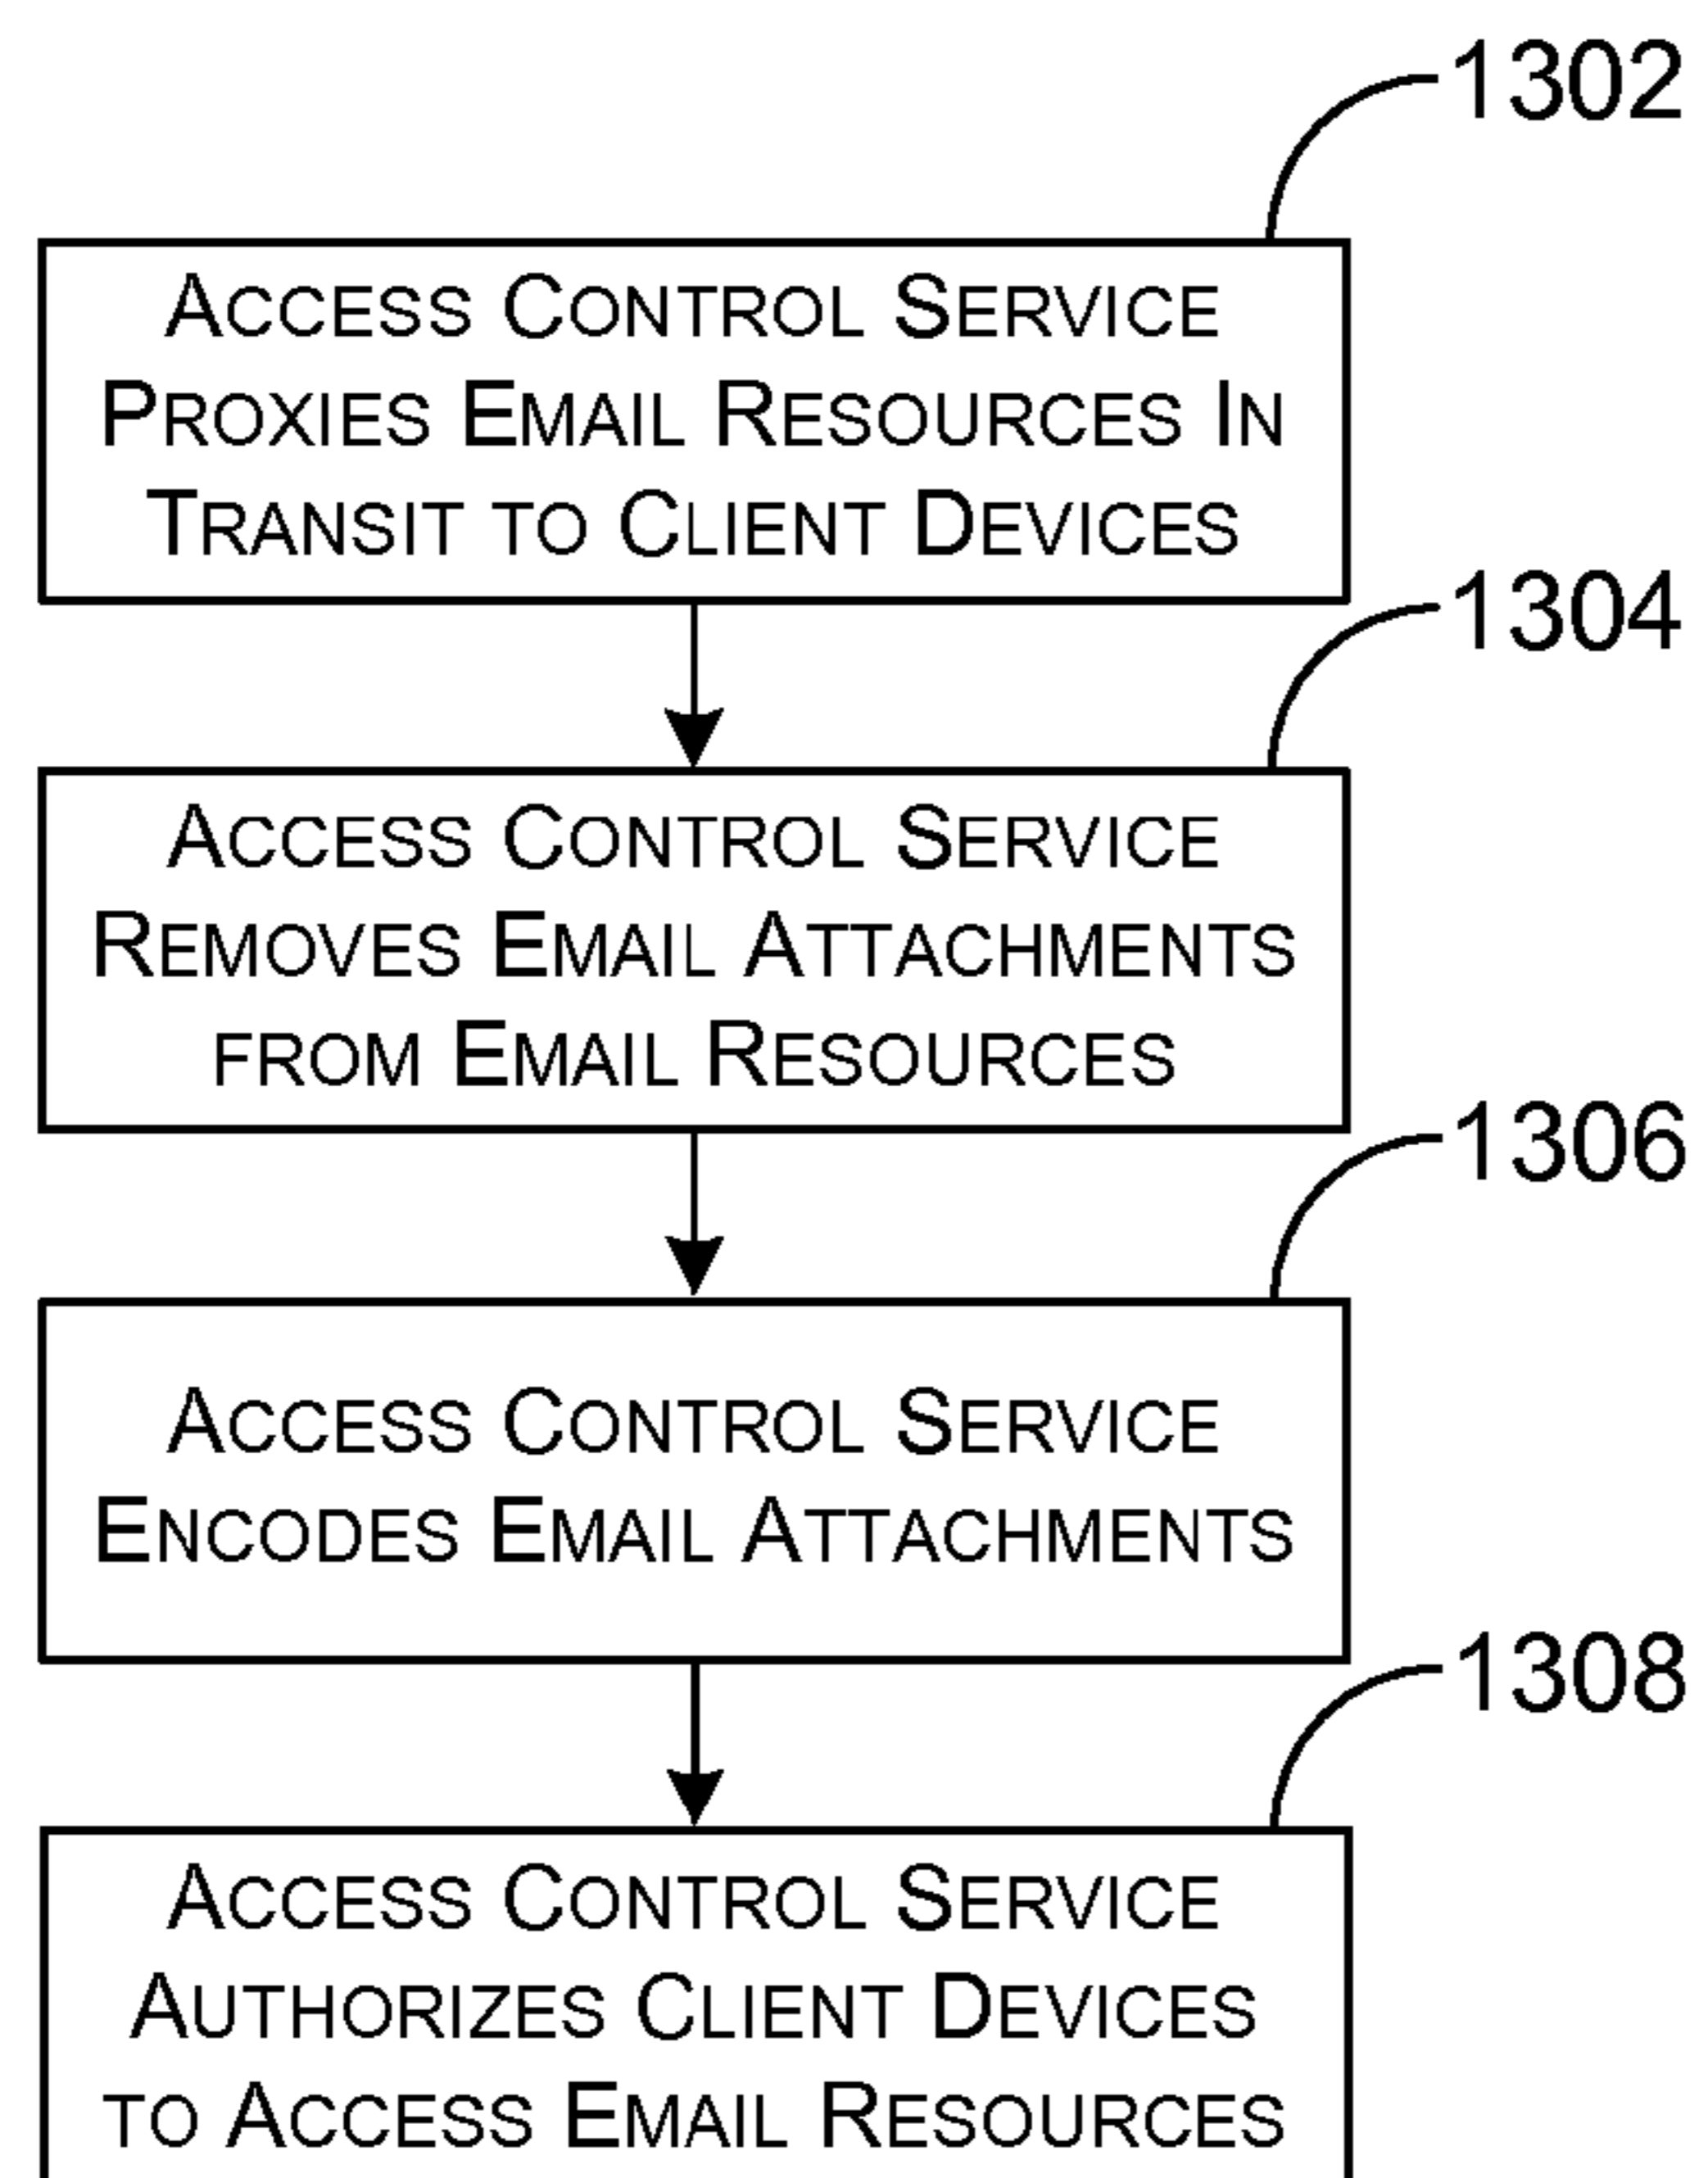 1302
ACCESS CONTROL SERVICE
PROXIES EMAIL RESOURCES IN
TRANSIT TO CLIENT DEVICES
1304
ACCESS CONTROL SERVICE
REMOVES EMAIL ATTACHMENTS
FROM EMAIL RESOURCES
1306
ACCESS CONTROL SERVICE
ENCODES EMAIL ATTACHMENTS
1308
ACCESS CONTROL SERVICE
AUTHORIZES CLIENT DEVICES
TO ACCESS EMAIL RESOURCES